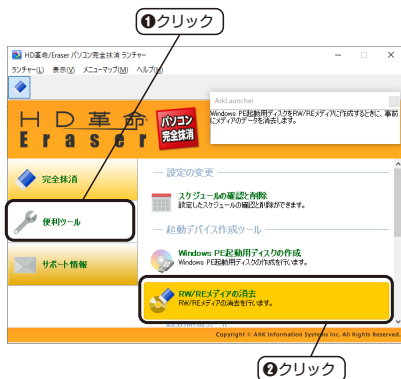 ❶クリック
HD革命/Eraser パソコン完全抹消 ランチャー
ランチャー(L) 表示(V) メニューマップ(M) ヘルプ(H)
ArkLauncher
Windows PE起動用ディスクをRW/REメディアに作成するときに、事前にメディアのデータを消去します。
HD革命
Eraser
パソコン
完全抹消
完全抹消
便利ツール
サポート情報
設定の変更
スケジュールの確認と削除
設定したスケジュールの確認と削除ができます。
起動デバイス作成ツール
Windows PE起動用ディスクの作成
Windows PE起動用ディスクの作成を行います。
RW/REメディアの消去
RW/REメディアの消去を行います。
Copyright © ARK Information Systems Inc. All Rights Reserved.
❷クリック